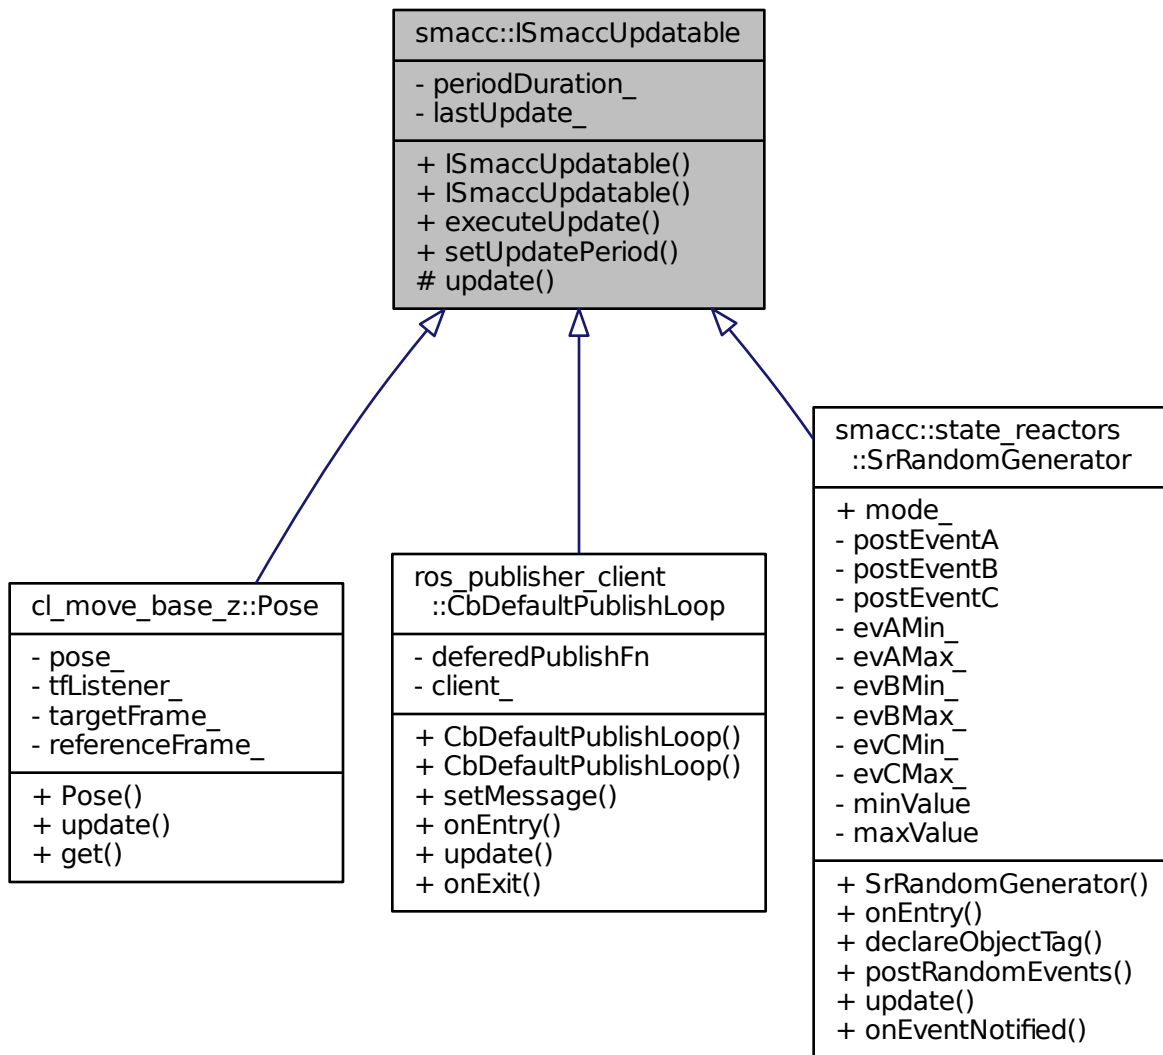 smacc::ISmaccUpdatable
- periodDuration_
- lastUpdate_
+ ISmaccUpdatable()
+ ISmaccUpdatable()
+ executeUpdate()
+ setUpdatePeriod()
# update()
cl_move_base_z::Pose
- pose_
- tfListener_
- targetFrame_
- referenceFrame_
+ Pose()
+ update()
+ get()
ros_publisher_client
::CbDefaultPublishLoop
- deferedPublishFn
- client_
+ CbDefaultPublishLoop()
+ CbDefaultPublishLoop()
+ setMessage()
+ onEntry()
+ update()
+ onExit()
smacc::state_reactors
::SrRandomGenerator
+ mode_
- postEventA
- postEventB
- postEventC
- evAMin_
- evAMax_
- evBMin_
- evBMax_
- evCMin_
- evCMax_
- minValue
- maxValue
+ SrRandomGenerator()
+ onEntry()
+ declareObjectTag()
+ postRandomEvents()
+ update()
+ onEventNotified()